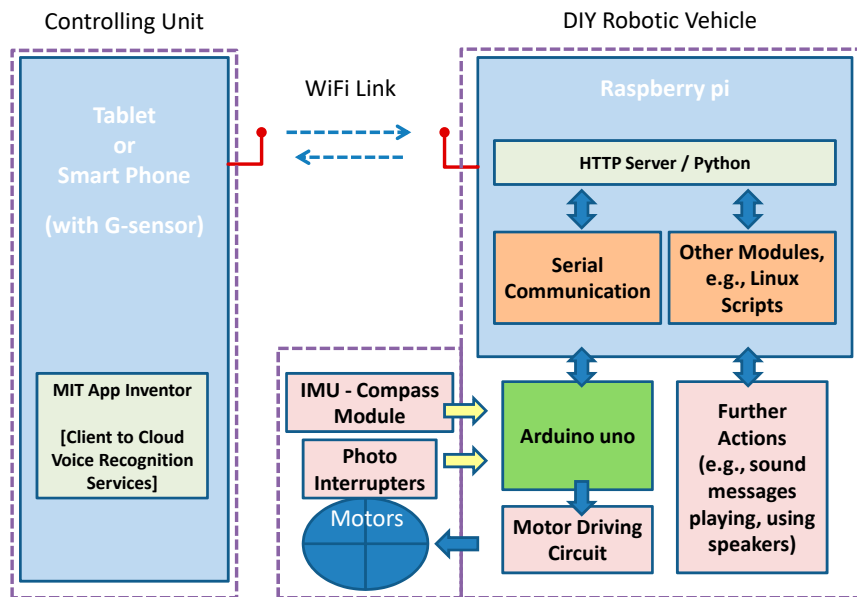 Controlling Unit
DIY Robotic Vehicle
Tablet
or
Smart Phone
(with G-sensor)
MIT App Inventor
[Client to Cloud
Voice Recognition
Services]
WiFi Link
Raspberry pi
HTTP Server / Python
Serial
Communication
Other Modules,
e.g., Linux
Scripts
IMU - Compass
Module
Photo
Interrupters
Motors
Arduino uno
Motor Driving
Circuit
Further
Actions
(e.g., sound
messages
playing, using
speakers)